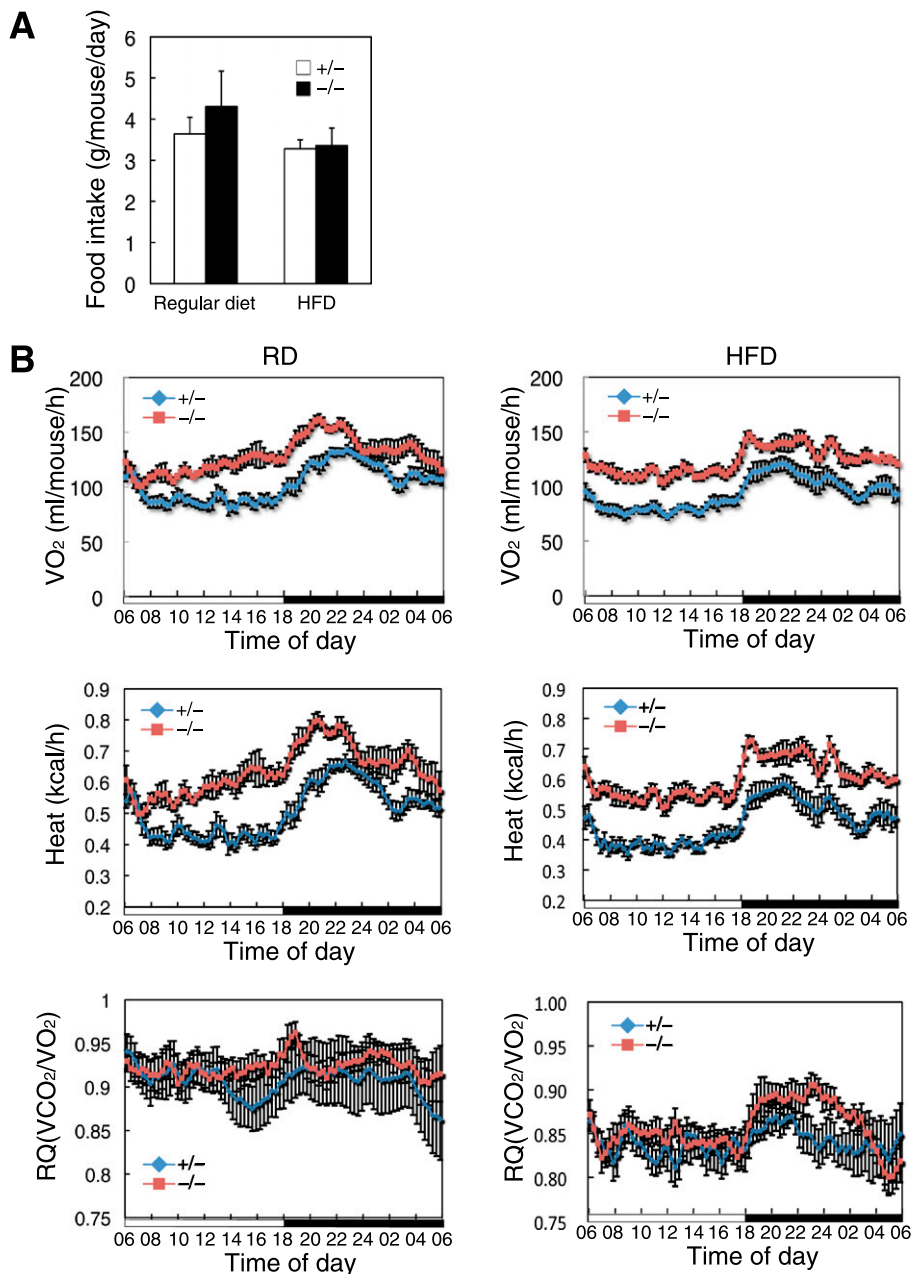 A
Food intake (g/mouse/day)
6
5
4
3
2
1
0
+/−
−/−
Regular diet
HFD
B
RD
HFD
VO₂ (ml/mouse/h)
200
150
100
50
0
+/−
−/−
06 08 10 12 14 16 18 20 22 24 02 04 06
Time of day
VO₂ (ml/mouse/h)
200
150
100
50
0
+/−
−/−
06 08 10 12 14 16 18 20 22 24 02 04 06
Time of day
Heat (kcal/h)
0.9
0.8
0.7
0.6
0.5
0.4
0.3
0.2
+/−
−/−
06 08 10 12 14 16 18 20 22 24 02 04 06
Time of day
Heat (kcal/h)
0.9
0.8
0.7
0.6
0.5
0.4
0.3
0.2
+/−
−/−
06 08 10 12 14 16 18 20 22 24 02 04 06
Time of day
RQ(VCO₂/VO₂)
1
0.95
0.9
0.85
0.8
0.75
+/−
−/−
06 08 10 12 14 16 18 20 22 24 02 04 06
Time of day
RQ(VCO₂/VO₂)
1.00
0.95
0.90
0.85
0.80
0.75
+/−
−/−
06 08 10 12 14 16 18 20 22 24 02 04 06
Time of day